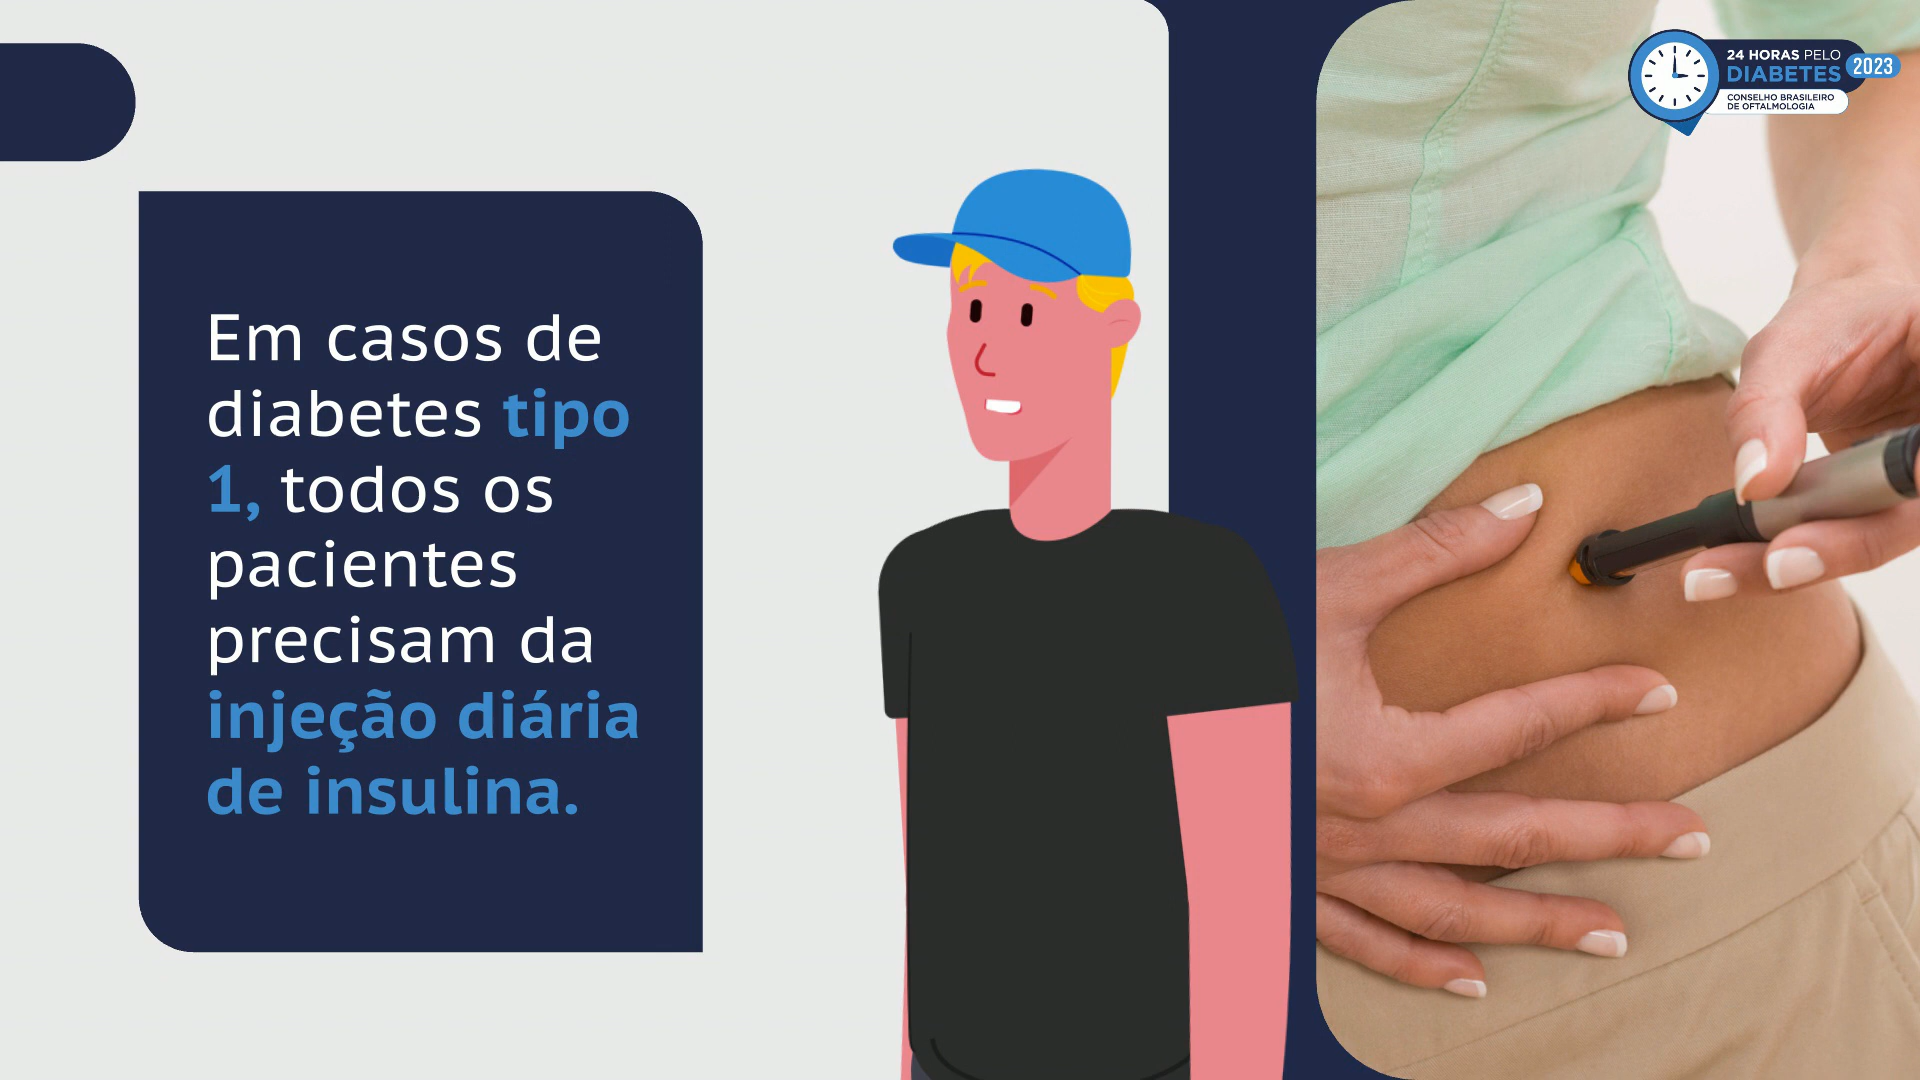 24 HORAS PELO
DIABETES
2023
CONSELHO BRASILEIRO
DE OFTALMOLOGIA
Em casos de
diabetes tipo
1, todos os
pacientes
precisam da
injeção diária
de insulina.